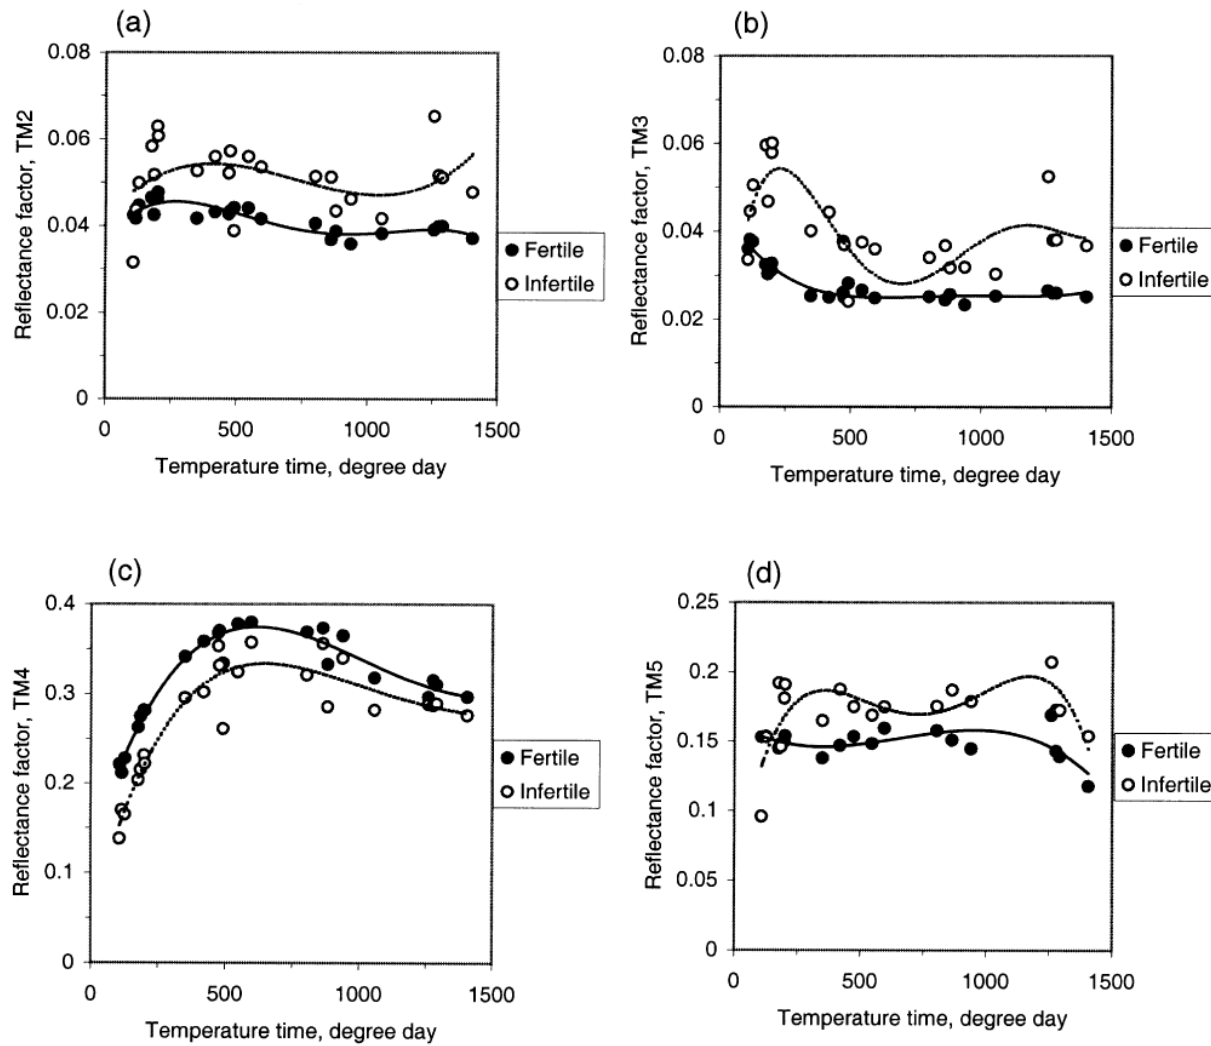 (a)
0.08
0.06
0.04
0.02
0
Reflectance factor, TM2
0 500 1000 1500
Temperature time, degree day
Fertile
Infertile
(b)
0.08
0.06
0.04
0.02
0
Reflectance factor, TM3
0 500 1000 1500
Temperature time, degree day
Fertile
Infertile
(c)
0.4
0.3
0.2
0.1
0
Reflectance factor, TM4
0 500 1000 1500
Temperature time, degree day
Fertile
Infertile
(d)
0.25
0.2
0.15
0.1
0.05
0
Reflectance factor, TM5
0 500 1000 1500
Temperature time, degree day
Fertile
Infertile